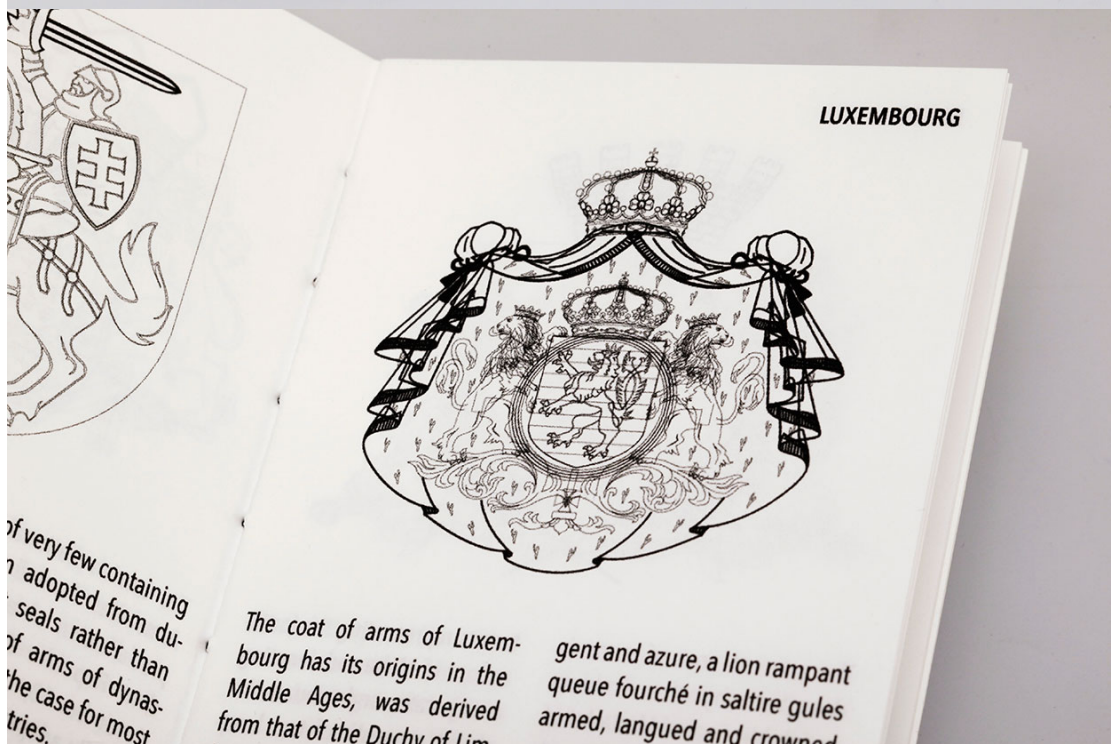 of very few containing
adopted from du-
seals rather than
of arms of dynas-
the case for most
tries.
LUXEMBOURG
The coat of arms of Luxem-
bourg has its origins in the
Middle Ages, was derived
from that of the Duchy of Lim-
gent and azure, a lion rampant
queue fourché in saltire gules
armed, langued and crowned